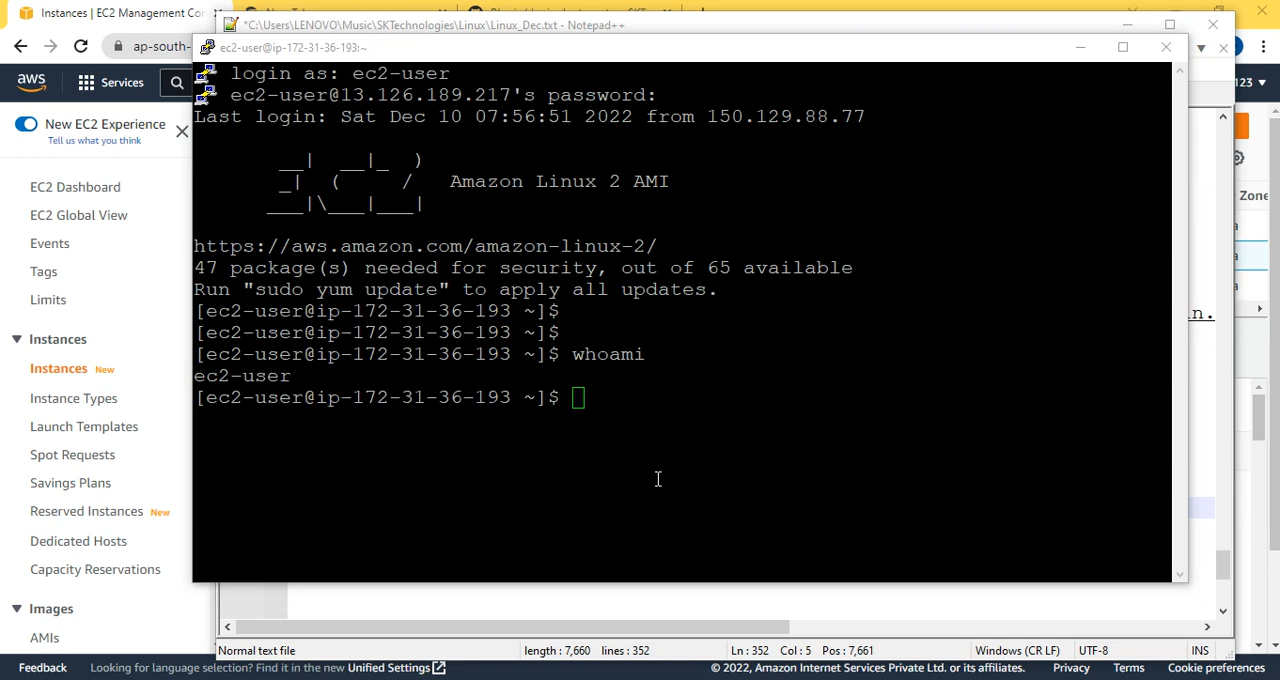 Instances | EC2 Management Con
*C:\Users\LENOVO\Music\SKTechnologies\Linux\Linux_Dec.txt - Notepad++
ap-south-
ec2-user@ip-172-31-36-193:~
aws
Services
123
New EC2 Experience
Tell us what you think
EC2 Dashboard
EC2 Global View
Events
Tags
Limits
Instances
Instances New
Instance Types
Launch Templates
Spot Requests
Savings Plans
Reserved Instances New
Dedicated Hosts
Capacity Reservations
Images
AMIs
login as: ec2-user
ec2-user@13.126.189.217's password:
Last login: Sat Dec 10 07:56:51 2022 from 150.129.88.77
__|  __|_  )
_|  (     /   Amazon Linux 2 AMI
___|\___|___|
https://aws.amazon.com/amazon-linux-2/
47 package(s) needed for security, out of 65 available
Run "sudo yum update" to apply all updates.
[ec2-user@ip-172-31-36-193 ~]$
[ec2-user@ip-172-31-36-193 ~]$
[ec2-user@ip-172-31-36-193 ~]$ whoami
ec2-user
[ec2-user@ip-172-31-36-193 ~]$
Zone
in.
Normal text file length : 7,660 lines : 352 Ln : 352 Col : 5 Pos : 7,661 Windows (CR LF) UTF-8 INS
Feedback Looking for language selection? Find it in the new Unified Settings © 2022, Amazon Internet Services Private Ltd. or its affiliates. Privacy Terms Cookie preferences